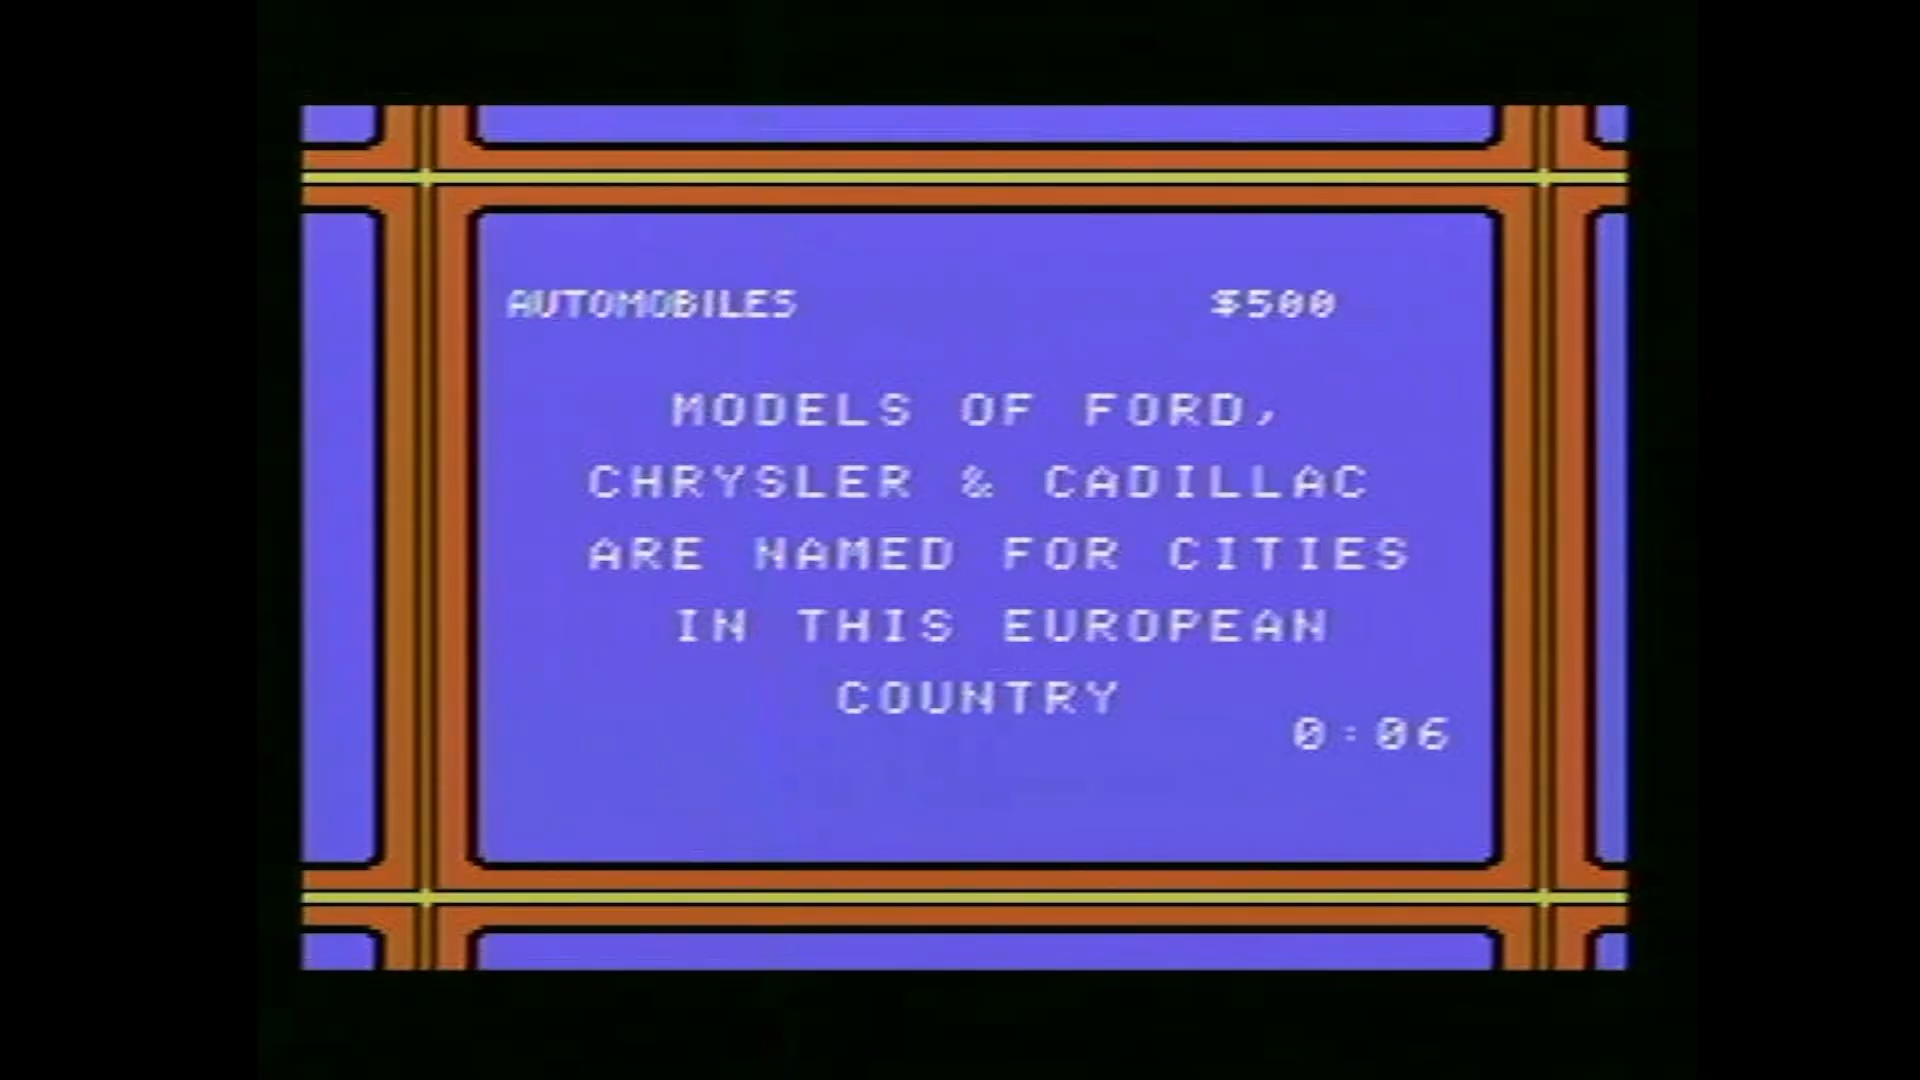 AUTOMOBILES $500
MODELS OF FORD,
CHRYSLER & CADILLAC
ARE NAMED FOR CITIES
IN THIS EUROPEAN
COUNTRY
0:06